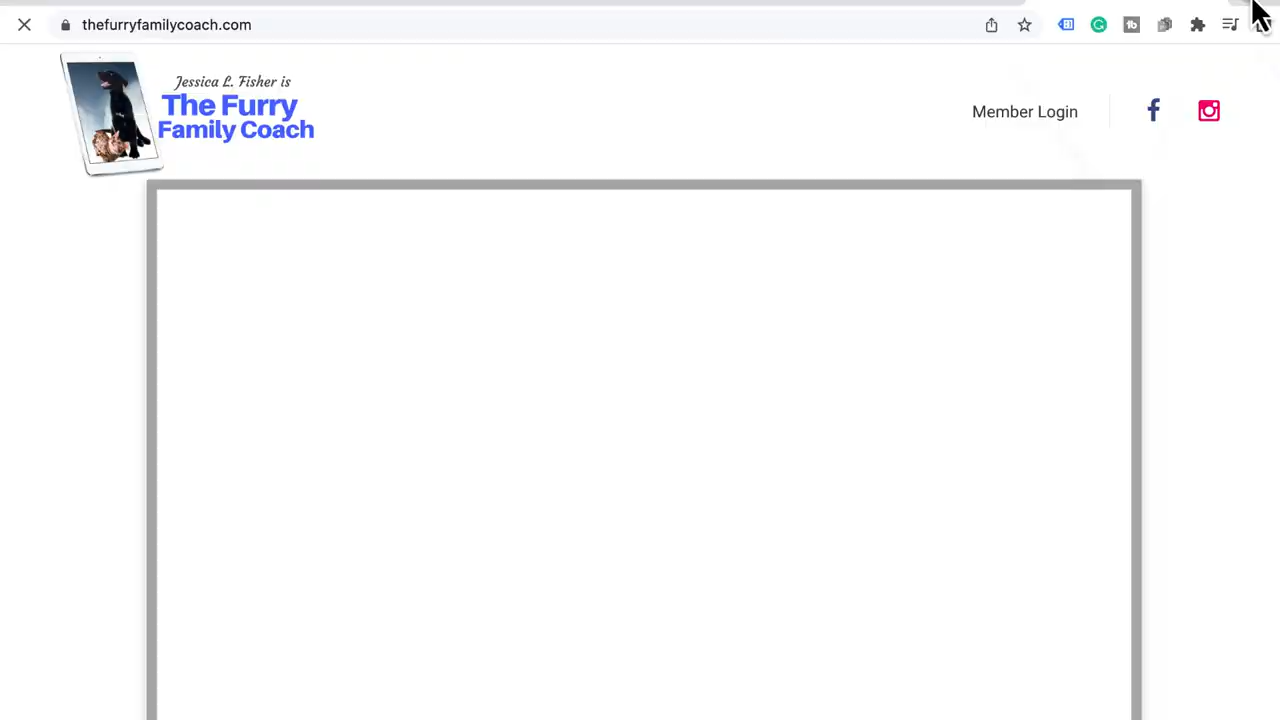 thefurryfamilycoach.com
Jessica L. Fisher is
The Furry
Family Coach
Member Login